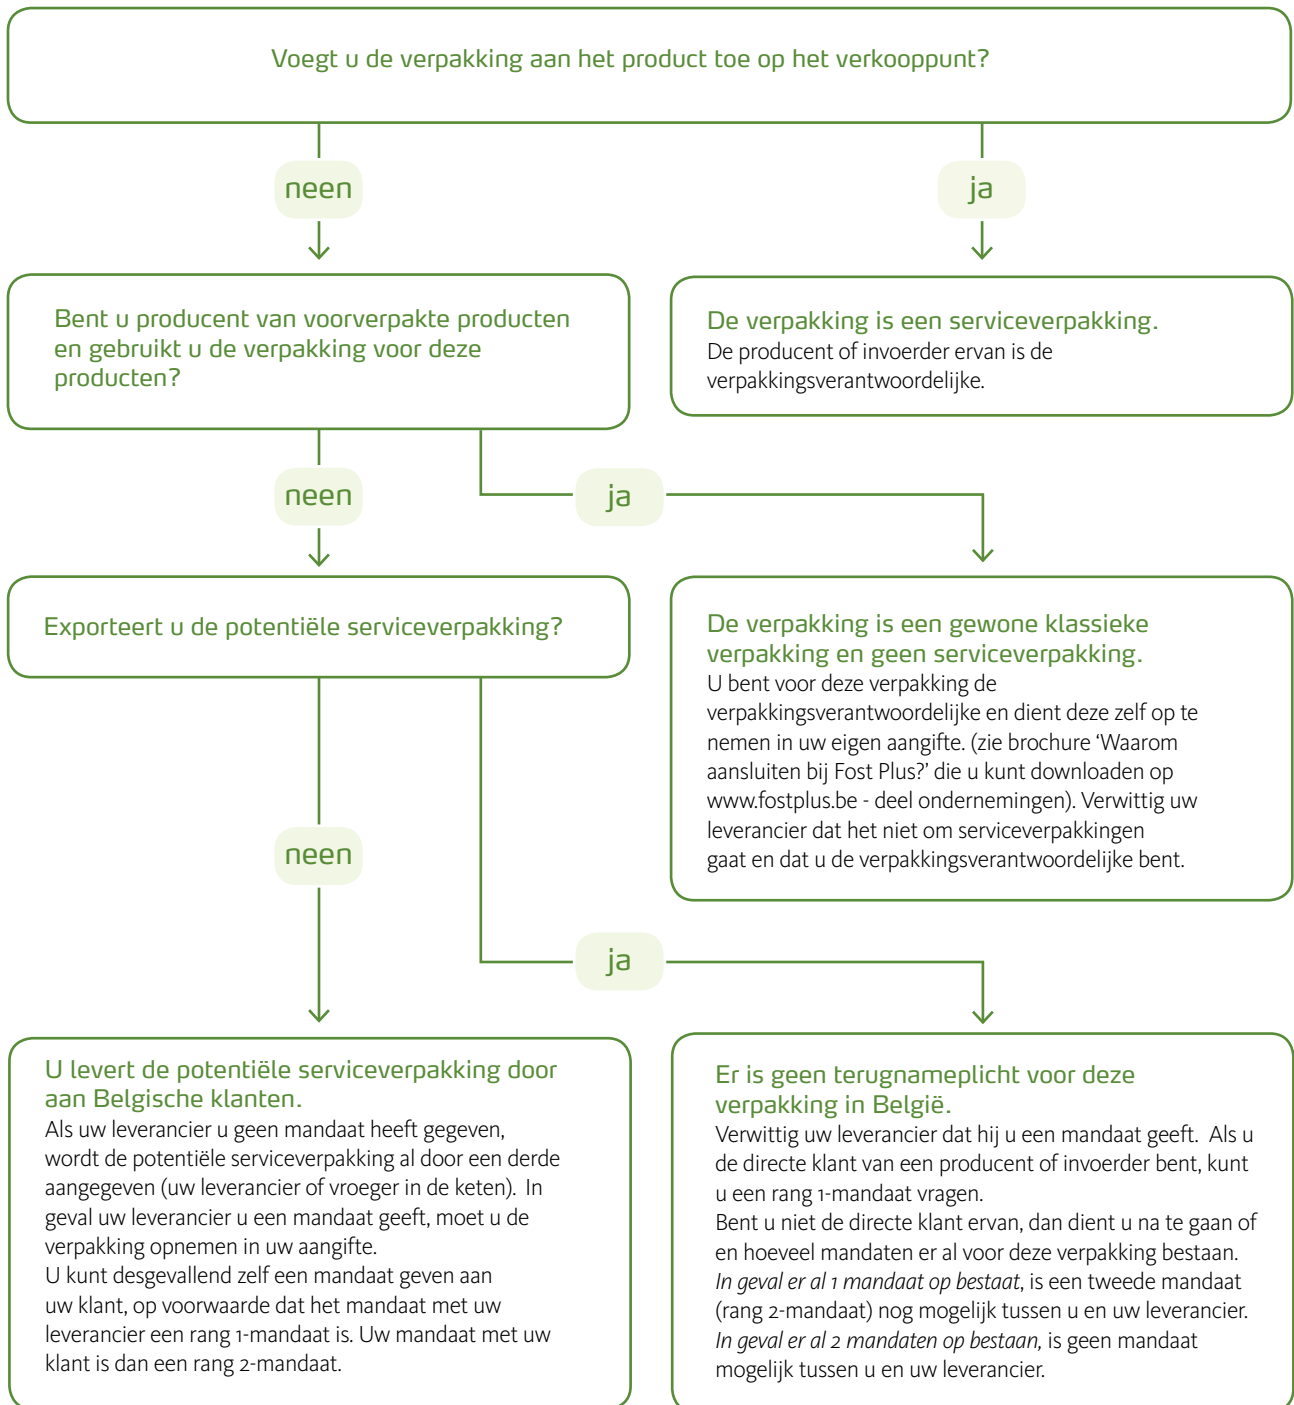 Voegt u de verpakking aan het product toe op het verkooppunt?
neen
ja
Bent u producent van voorverpakte producten
en gebruikt u de verpakking voor deze
producten?
De verpakking is een serviceverpakking.
De producent of invoerder ervan is de
verpakkingsverantwoordelijke.
neen
ja
Exporteert u de potentiële serviceverpakking?
De verpakking is een gewone klassieke
verpakking en geen serviceverpakking.
U bent voor deze verpakking de
verpakkingsverantwoordelijke en dient deze zelf op te
nemen in uw eigen aangifte. (zie brochure ‘Waarom
aansluiten bij Fost Plus?’ die u kunt downloaden op
www.fostplus.be - deel ondernemingen). Verwittig uw
leverancier dat het niet om serviceverpakkingen
gaat en dat u de verpakkingsverantwoordelijke bent.
neen
ja
U levert de potentiële serviceverpakking door
aan Belgische klanten.
Als uw leverancier u geen mandaat heeft gegeven,
wordt de potentiële serviceverpakking al door een derde
aangegeven (uw leverancier of vroeger in de keten). In
geval uw leverancier u een mandaat geeft, moet u de
verpakking opnemen in uw aangifte.
U kunt desgevallend zelf een mandaat geven aan
uw klant, op voorwaarde dat het mandaat met uw
leverancier een rang 1-mandaat is. Uw mandaat met uw
klant is dan een rang 2-mandaat.
Er is geen terugnameplicht voor deze
verpakking in België.
Verwittig uw leverancier dat hij u een mandaat geeft. Als u
de directe klant van een producent of invoerder bent, kunt
u een rang 1-mandaat vragen.
Bent u niet de directe klant ervan, dan dient u na te gaan of
en hoeveel mandaten er al voor deze verpakking bestaan.
In geval er al 1 mandaat op bestaat, is een tweede mandaat
(rang 2-mandaat) nog mogelijk tussen u en uw leverancier.
In geval er al 2 mandaten op bestaan, is geen mandaat
mogelijk tussen u en uw leverancier.